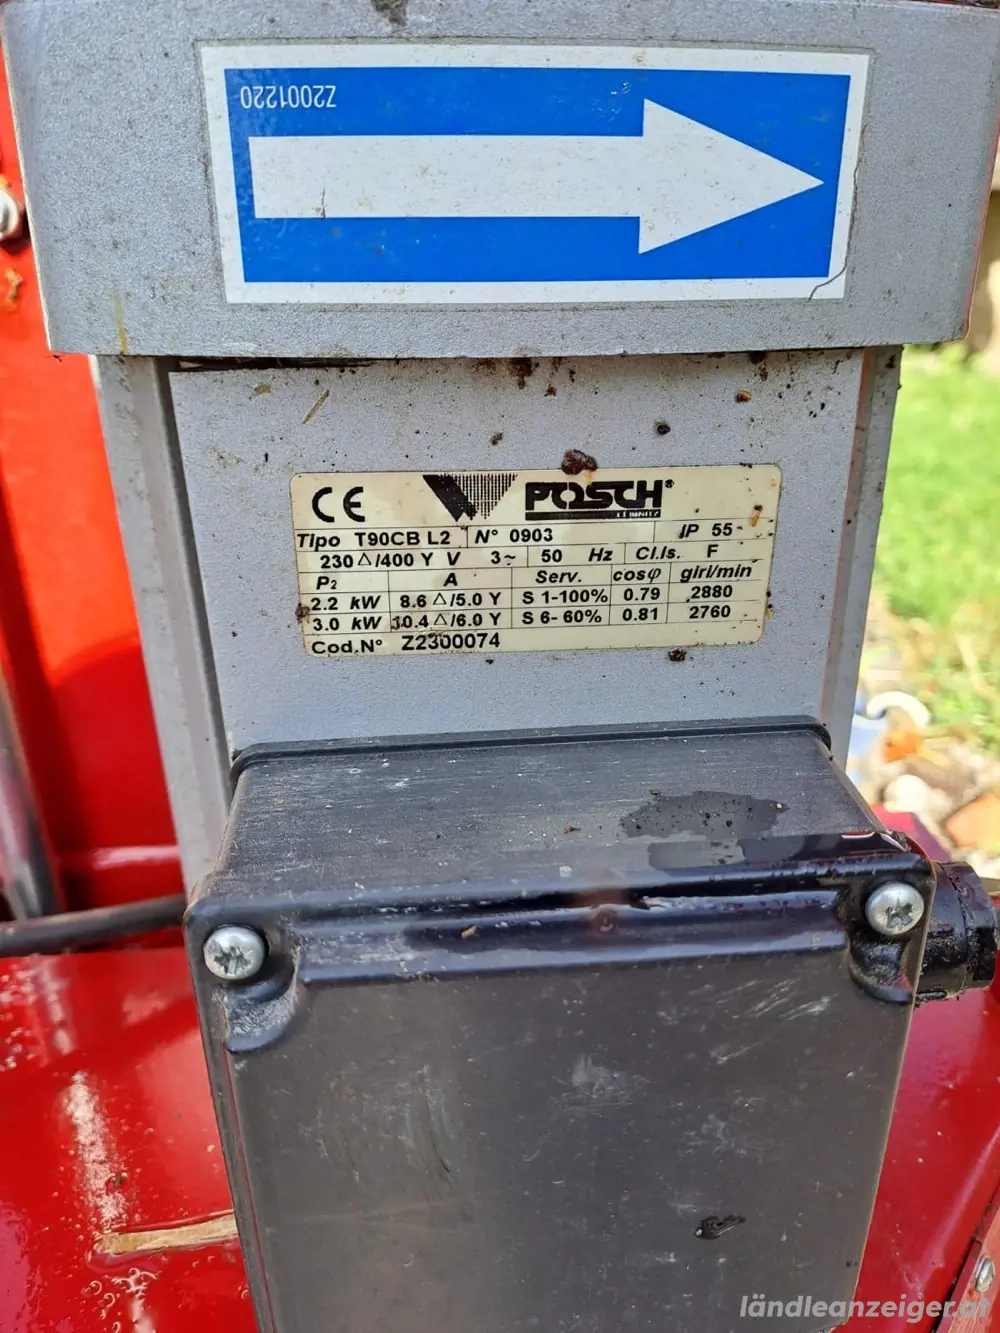 Z2001220
CE POSCH®
LEIBNITZ
Tipo T90CB L2 N° 0903 IP 55
230 △/400 Y V 3~ 50 Hz Cl.Is. F
P2 A Serv. cosφ giri/min
2.2 kW 8.6 △/5.0 Y S 1-100% 0.79 2880
3.0 kW 10.4 △/6.0 Y S 6-60% 0.81 2760
Cod.N° Z2300074
ländleanzeiger.at